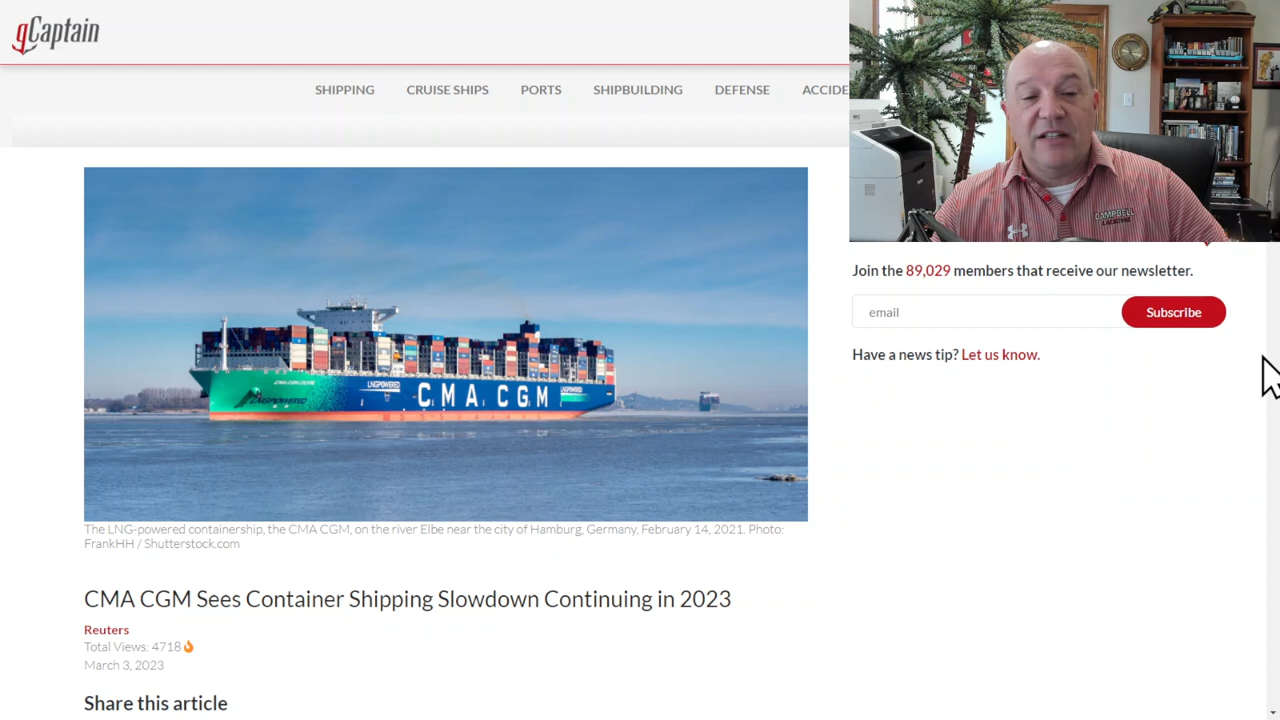 gCaptain
SHIPPING CRUISE SHIPS PORTS SHIPBUILDING DEFENSE ACCIDE
CAMPBELL
Join the 89,029 members that receive our newsletter.
email Subscribe
Have a news tip? Let us know.
LNGPOWERED
LNGPOWERED
CMA CGM
The LNG-powered containership, the CMA CGM, on the river Elbe near the city of Hamburg, Germany, February 14, 2021. Photo:
FrankHH / Shutterstock.com
CMA CGM Sees Container Shipping Slowdown Continuing in 2023
Reuters
Total Views: 4718
March 3, 2023
Share this article